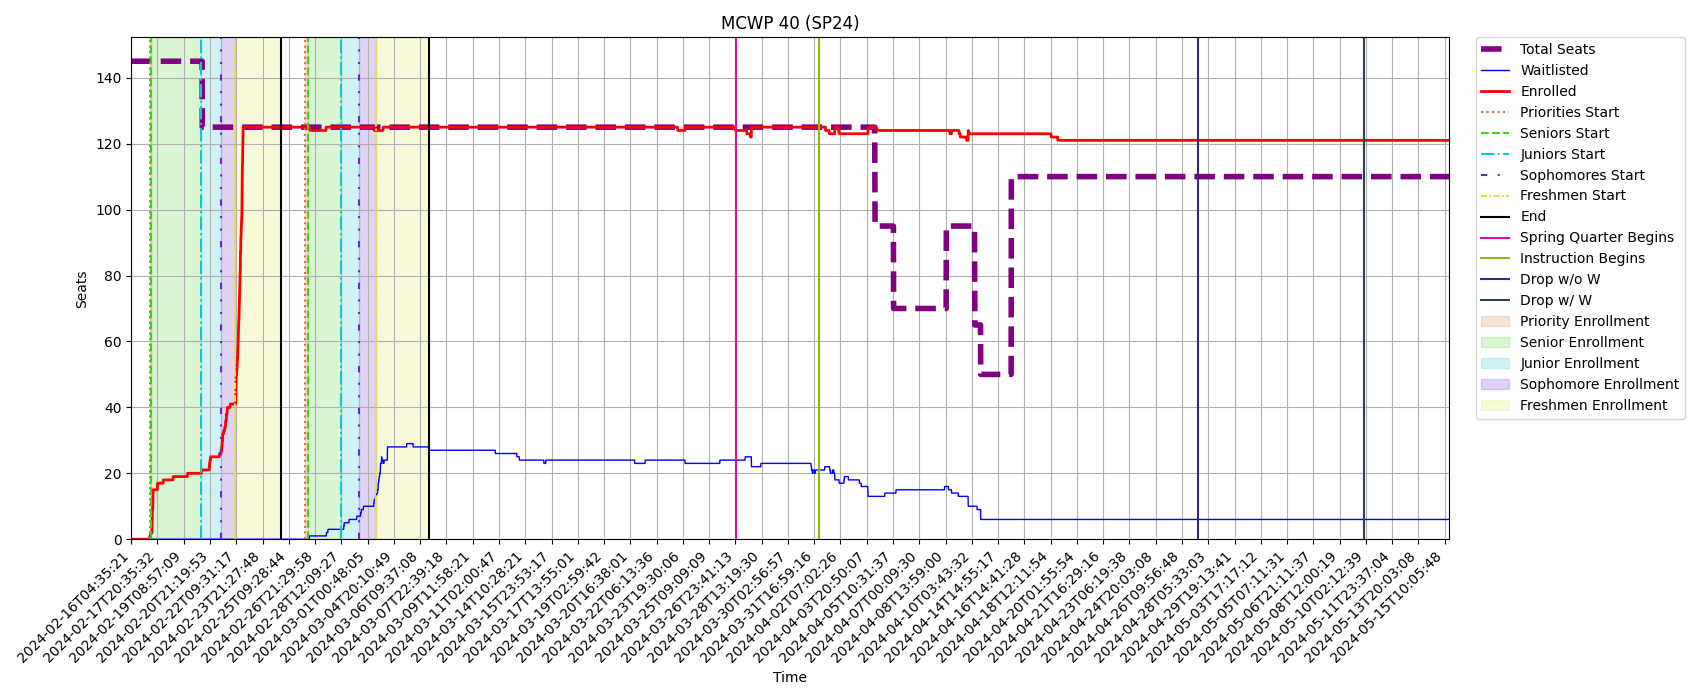 MCWP 40 (SP24)
Seats
140
120
100
80
60
40
20
0
2024-02-16T04:35:21
2024-02-17T20:35:32
2024-02-19T08:57:09
2024-02-20T21:19:53
2024-02-22T09:31:17
2024-02-23T21:27:48
2024-02-25T09:28:44
2024-02-26T21:29:58
2024-02-28T12:09:27
2024-03-01T00:48:05
2024-03-04T20:10:49
2024-03-06T09:37:08
2024-03-07T22:39:18
2024-03-09T11:58:21
2024-03-11T02:00:47
2024-03-14T10:28:21
2024-03-15T23:53:17
2024-03-17T13:55:01
2024-03-19T02:59:42
2024-03-20T16:38:01
2024-03-22T06:13:36
2024-03-23T19:30:06
2024-03-25T09:09:09
2024-03-26T23:41:13
2024-03-28T13:19:30
2024-03-30T02:56:57
2024-03-31T16:59:16
2024-04-02T07:02:26
2024-04-03T20:50:07
2024-04-05T10:31:37
2024-04-07T00:09:30
2024-04-08T13:59:00
2024-04-10T03:43:32
2024-04-14T14:55:17
2024-04-16T14:41:28
2024-04-18T12:11:54
2024-04-20T01:55:54
2024-04-21T16:29:16
2024-04-23T06:19:38
2024-04-24T20:03:08
2024-04-26T09:56:48
2024-04-28T05:33:03
2024-04-29T19:13:41
2024-05-03T17:17:12
2024-05-05T07:11:31
2024-05-06T21:11:37
2024-05-08T12:00:19
2024-05-10T02:12:39
2024-05-11T23:37:04
2024-05-13T20:03:08
2024-05-15T10:05:48
Time
Total Seats
Waitlisted
Enrolled
Priorities Start
Seniors Start
Juniors Start
Sophomores Start
Freshmen Start
End
Spring Quarter Begins
Instruction Begins
Drop w/o W
Drop w/ W
Priority Enrollment
Senior Enrollment
Junior Enrollment
Sophomore Enrollment
Freshmen Enrollment